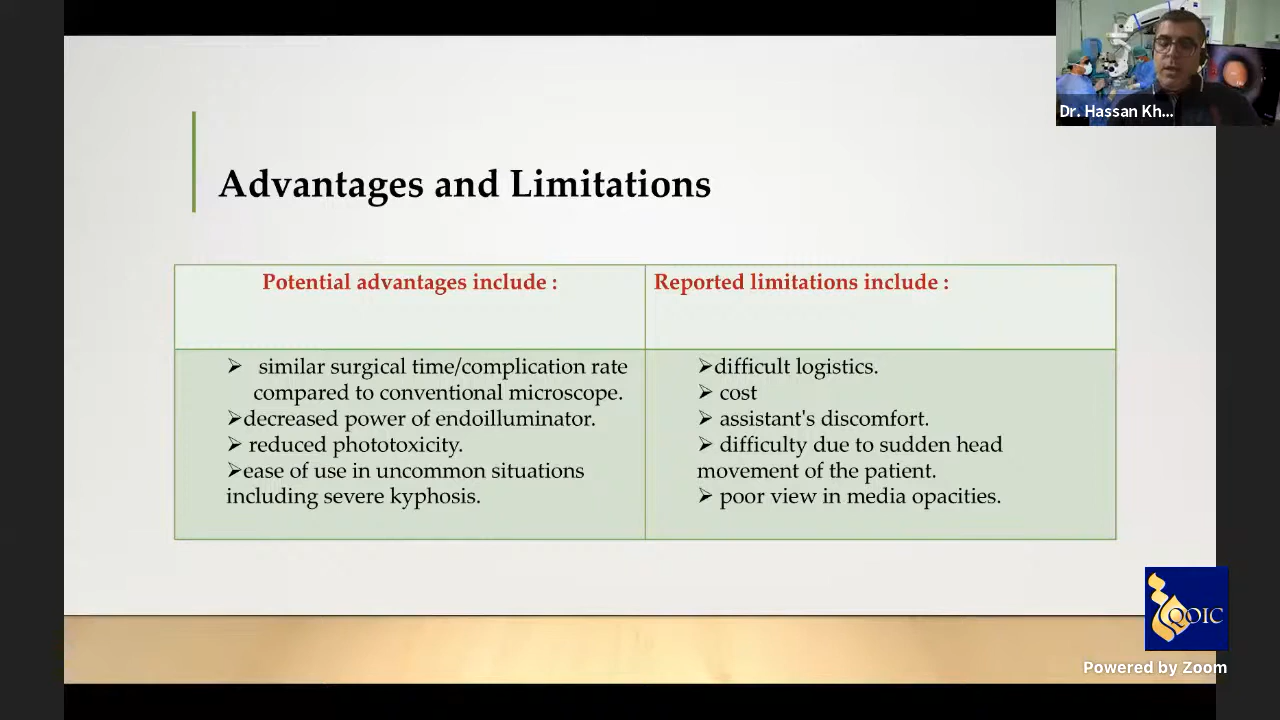 Dr. Hassan Kh...
Advantages and Limitations
Potential advantages include :
Reported limitations include :
➢ similar surgical time/complication rate
compared to conventional microscope.
➢decreased power of endoilluminator.
➢ reduced phototoxicity.
➢ease of use in uncommon situations
including severe kyphosis.
➢difficult logistics.
➢ cost
➢ assistant's discomfort.
➢ difficulty due to sudden head
movement of the patient.
➢ poor view in media opacities.
QOIC
Powered by Zoom